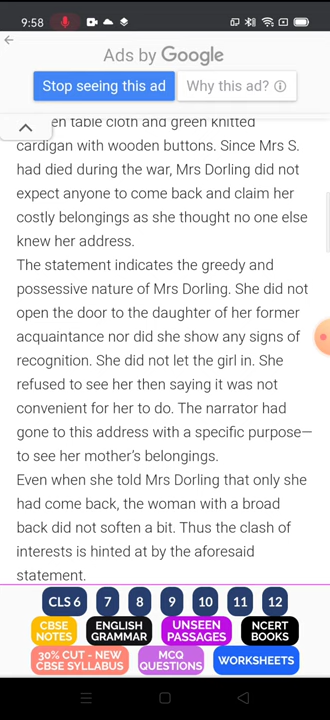 9:58
Ads by Google
Stop seeing this ad
Why this ad?
table cloth and green knitted
cardigan with wooden buttons. Since Mrs S.
had died during the war, Mrs Dorling did not
expect anyone to come back and claim her
costly belongings as she thought no one else
knew her address.
The statement indicates the greedy and
possessive nature of Mrs Dorling. She did not
open the door to the daughter of her former
acquaintance nor did she show any signs of
recognition. She did not let the girl in. She
refused to see her then saying it was not
convenient for her to do. The narrator had
gone to this address with a specific purpose—
to see her mother’s belongings.
Even when she told Mrs Dorling that only she
had come back, the woman with a broad
back did not soften a bit. Thus the clash of
interests is hinted at by the aforesaid
statement.
CLS 6 7 8 9 10 11 12
CBSE NOTES
ENGLISH GRAMMAR
UNSEEN PASSAGES
NCERT BOOKS
30% CUT - NEW CBSE SYLLABUS
MCQ QUESTIONS
WORKSHEETS